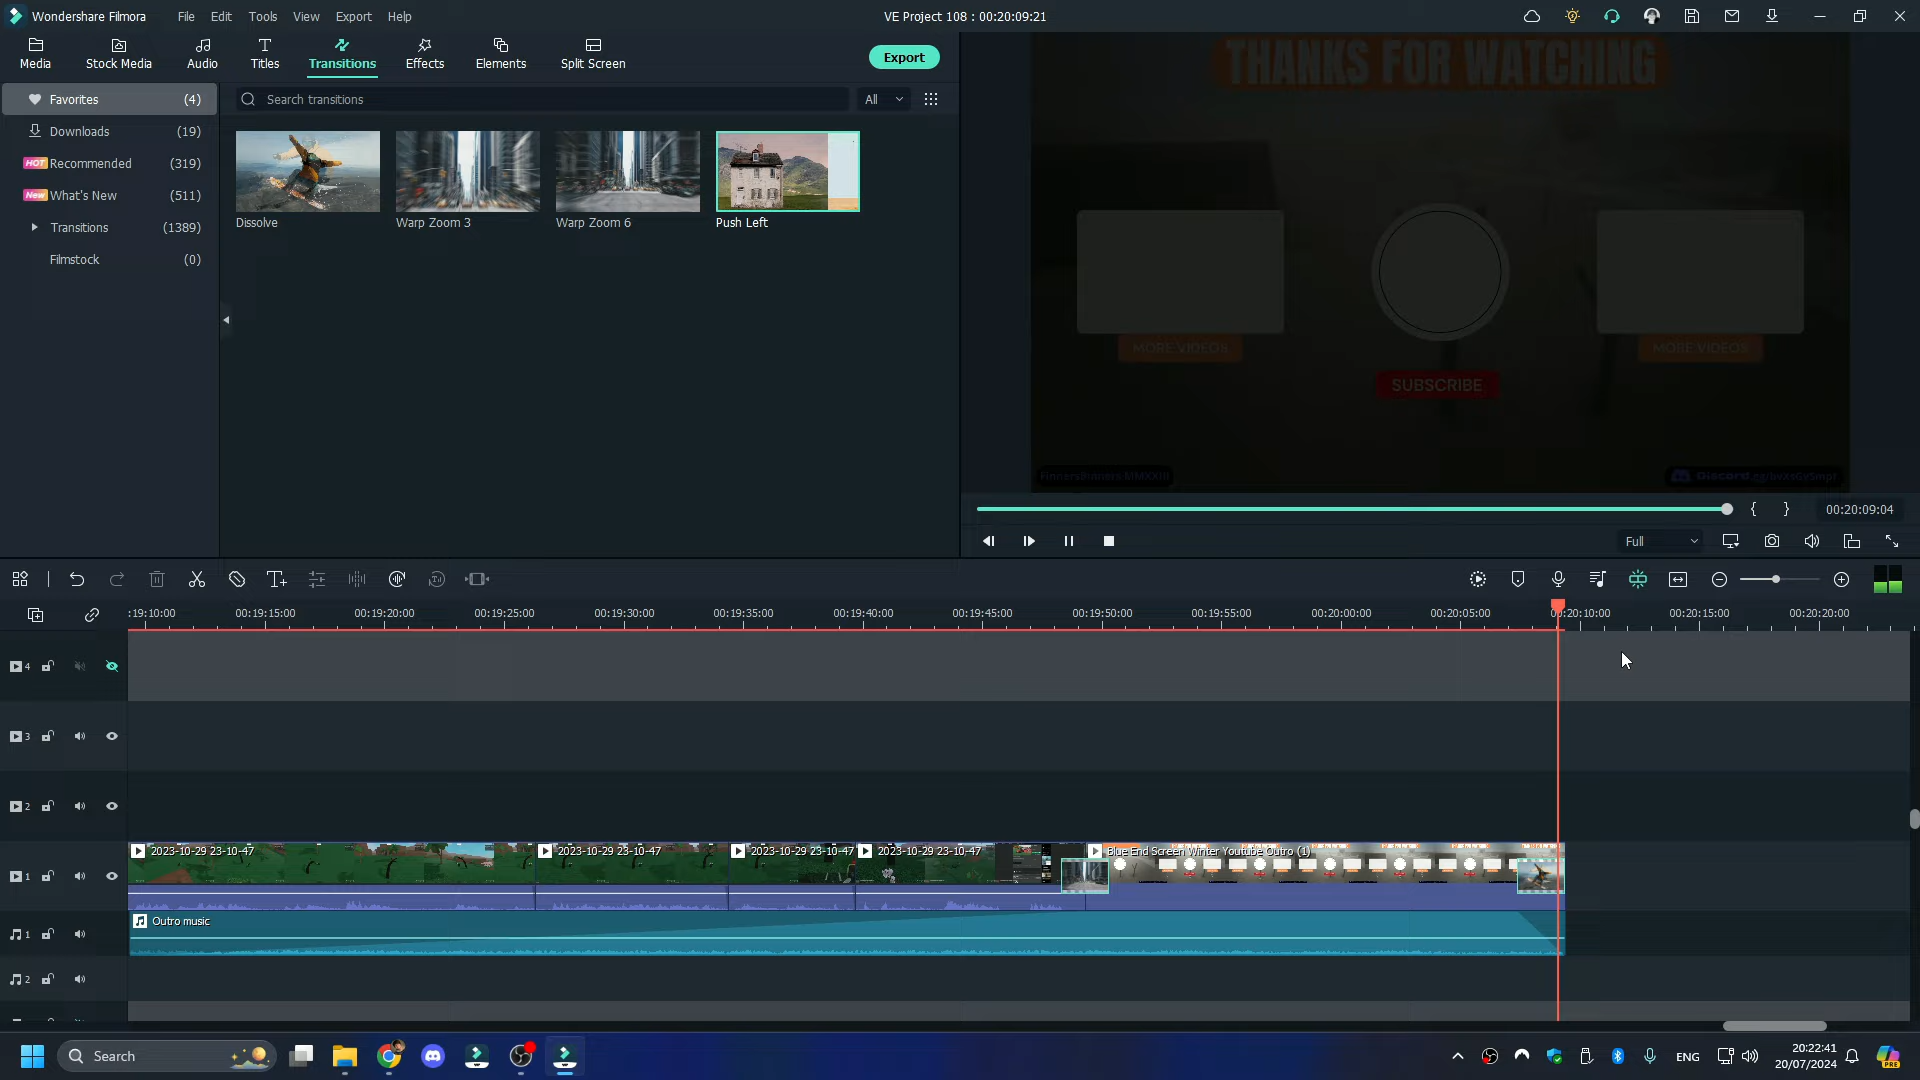 Wondershare Filmora File Edit Tools View Export Help VE Project 108 : 00:20:09:21
Media Stock Media Audio Titles Transitions Effects Elements Split Screen Export
Favorites (4) Search transitions All
Downloads (19)
HOT Recommended (319)
New What's New (511)
Transitions (1389)
Filmstock (0)
Dissolve Warp Zoom 3 Warp Zoom 6 Push Left
THANKS FOR WATCHING
MORE VIDEOS MORE VIDEOS
SUBSCRIBE
00:20:09:04
Full
:19:10:00 00:19:15:00 00:19:20:00 00:19:25:00 00:19:30:00 00:19:35:00 00:19:40:00 00:19:45:00 00:19:50:00 00:19:55:00 00:20:00:00 00:20:05:00 00:20:10:00 00:20:15:00 00:20:20:00
4
3
2
2023-10-29 23-10-47 2023-10-29 23-10-47 2023-10-29 23-10-47 2023-10-29 23-10-47 Blue End Screen Winter Youtube Outro (1)
1
Outro music
1
2
Search ENG 20:22:41
20/07/2024
PRE